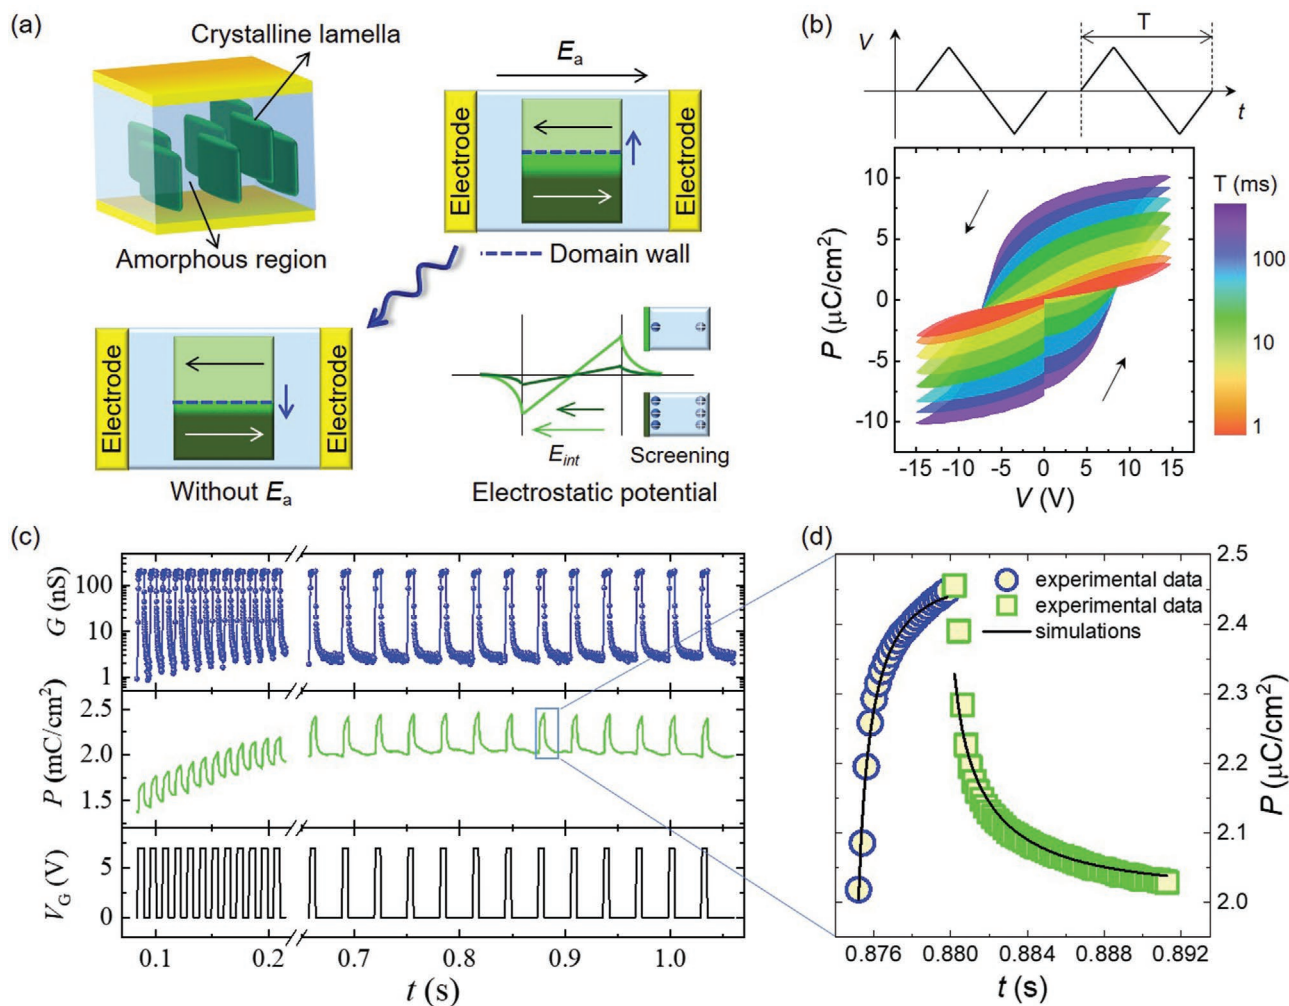 (a)
Crystalline lamella
Amorphous region
Eₐ
Electrode
Electrode
Domain wall
Electrode
Electrode
Without Eₐ
E_int
Screening
Electrostatic potential
(b)
V
T
t
P (μC/cm²)
10
5
0
-5
-10
-15 -10 -5 0 5 10 15
V (V)
T (ms)
100
10
1
(c)
G (nS)
100
10
1
P (mC/cm²)
2.5
2.0
1.5
V_G (V)
5
0
0.1 0.2 0.7 0.8 0.9 1.0
t (s)
(d)
experimental data
experimental data
simulations
2.5
2.4
2.3
2.2
2.1
2.0
P (μC/cm²)
0.876 0.880 0.884 0.888 0.892
t (s)